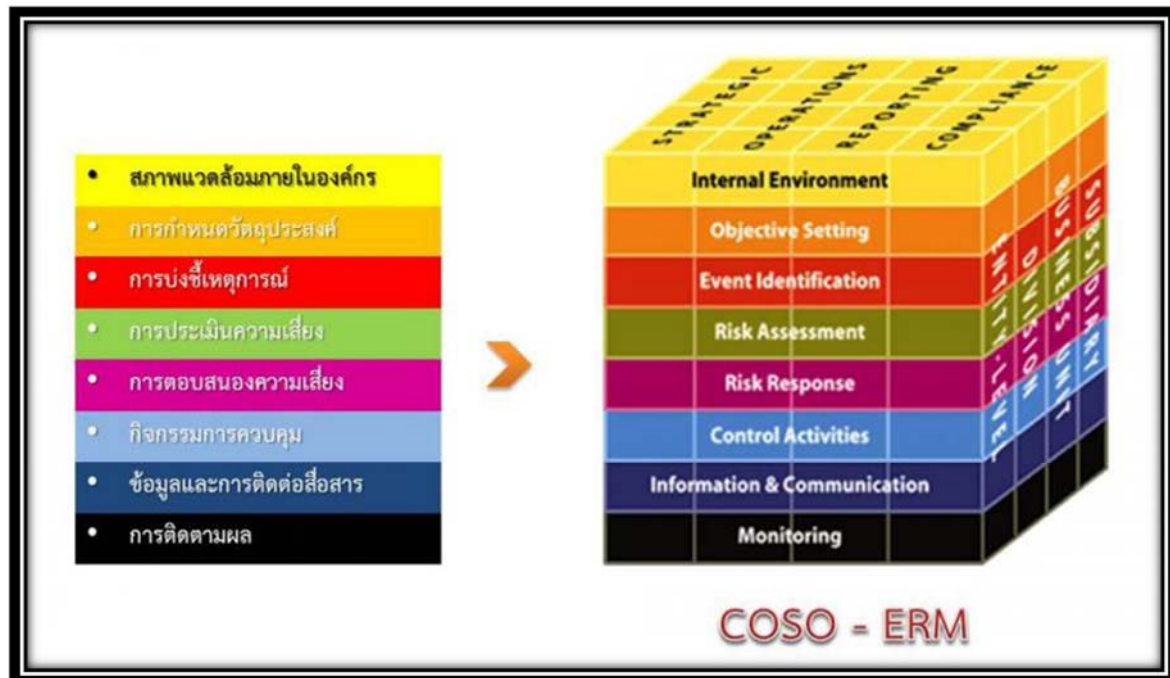 • สภาพแวดล้อมภายในองค์กร
• การกำหนดวัตถุประสงค์
• การบ่งชี้เหตุการณ์
• การประเมินความเสี่ยง
• การตอบสนองความเสี่ยง
• กิจกรรมการควบคุม
• ข้อมูลและการติดต่อสื่อสาร
• การติดตามผล
STRATEGIC
OPERATIONS
REPORTING
COMPLIANCE
Internal Environment
Objective Setting
Event Identification
Risk Assessment
Risk Response
Control Activities
Information & Communication
Monitoring
ENTITY-LEVEL
DIVISION
BUSINESS UNIT
SUBSIDIARY
COSO - ERM